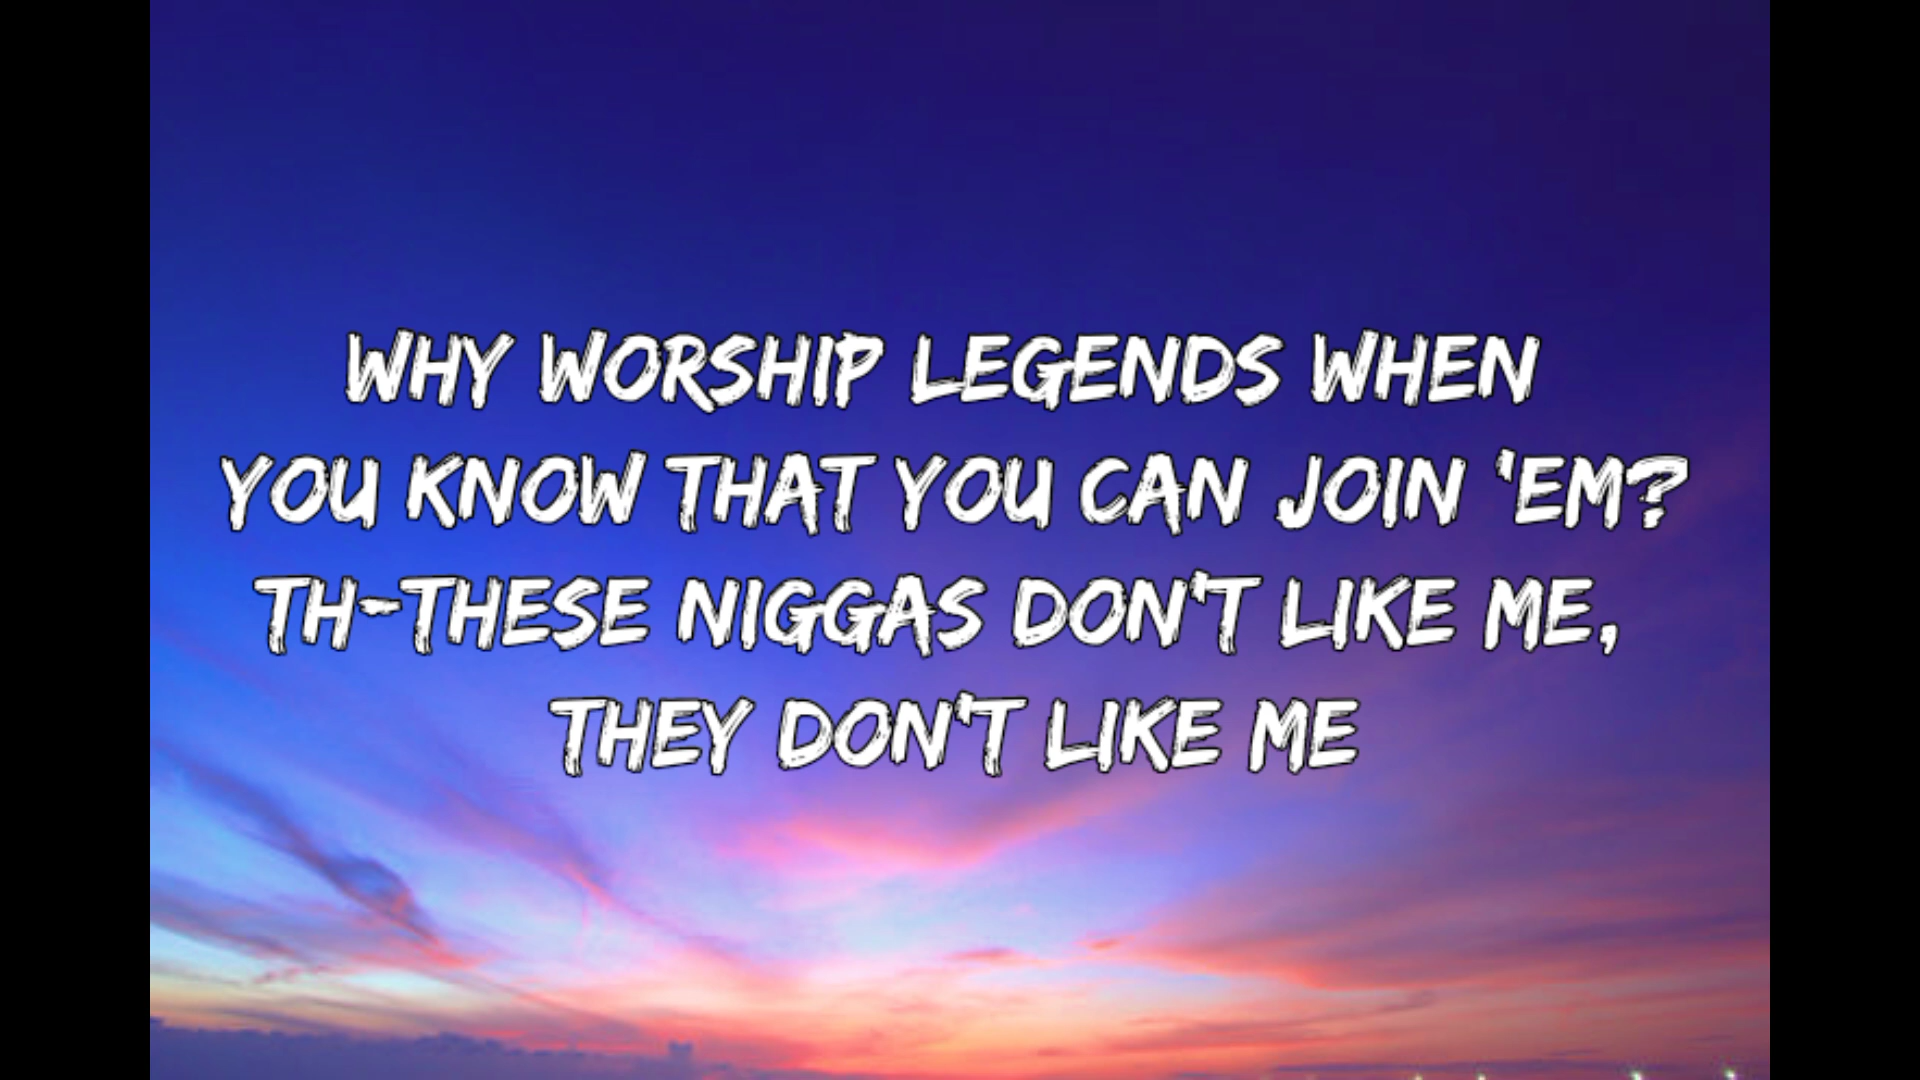 WHY WORSHIP LEGENDS WHEN
YOU KNOW THAT YOU CAN JOIN 'EM?
TH-THESE NIGGAS DON'T LIKE ME,
THEY DON'T LIKE ME